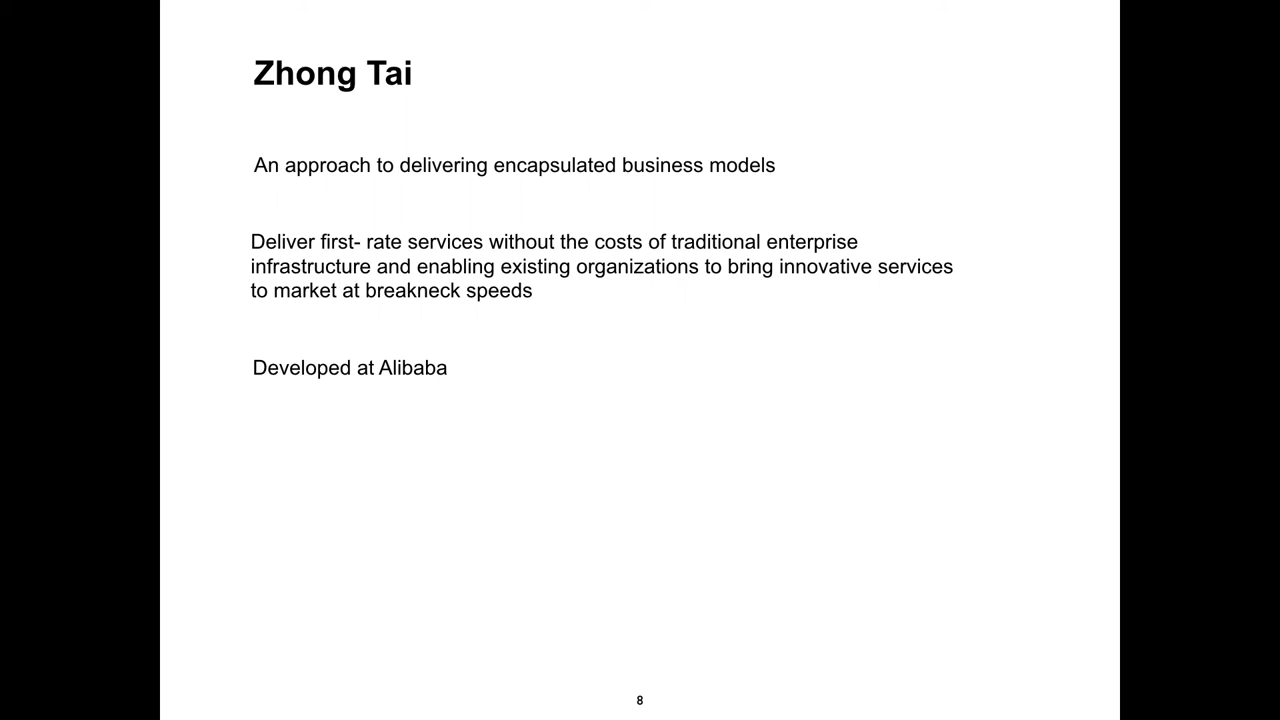 Zhong Tai
An approach to delivering encapsulated business models
Deliver first- rate services without the costs of traditional enterprise
infrastructure and enabling existing organizations to bring innovative services
to market at breakneck speeds
Developed at Alibaba
8